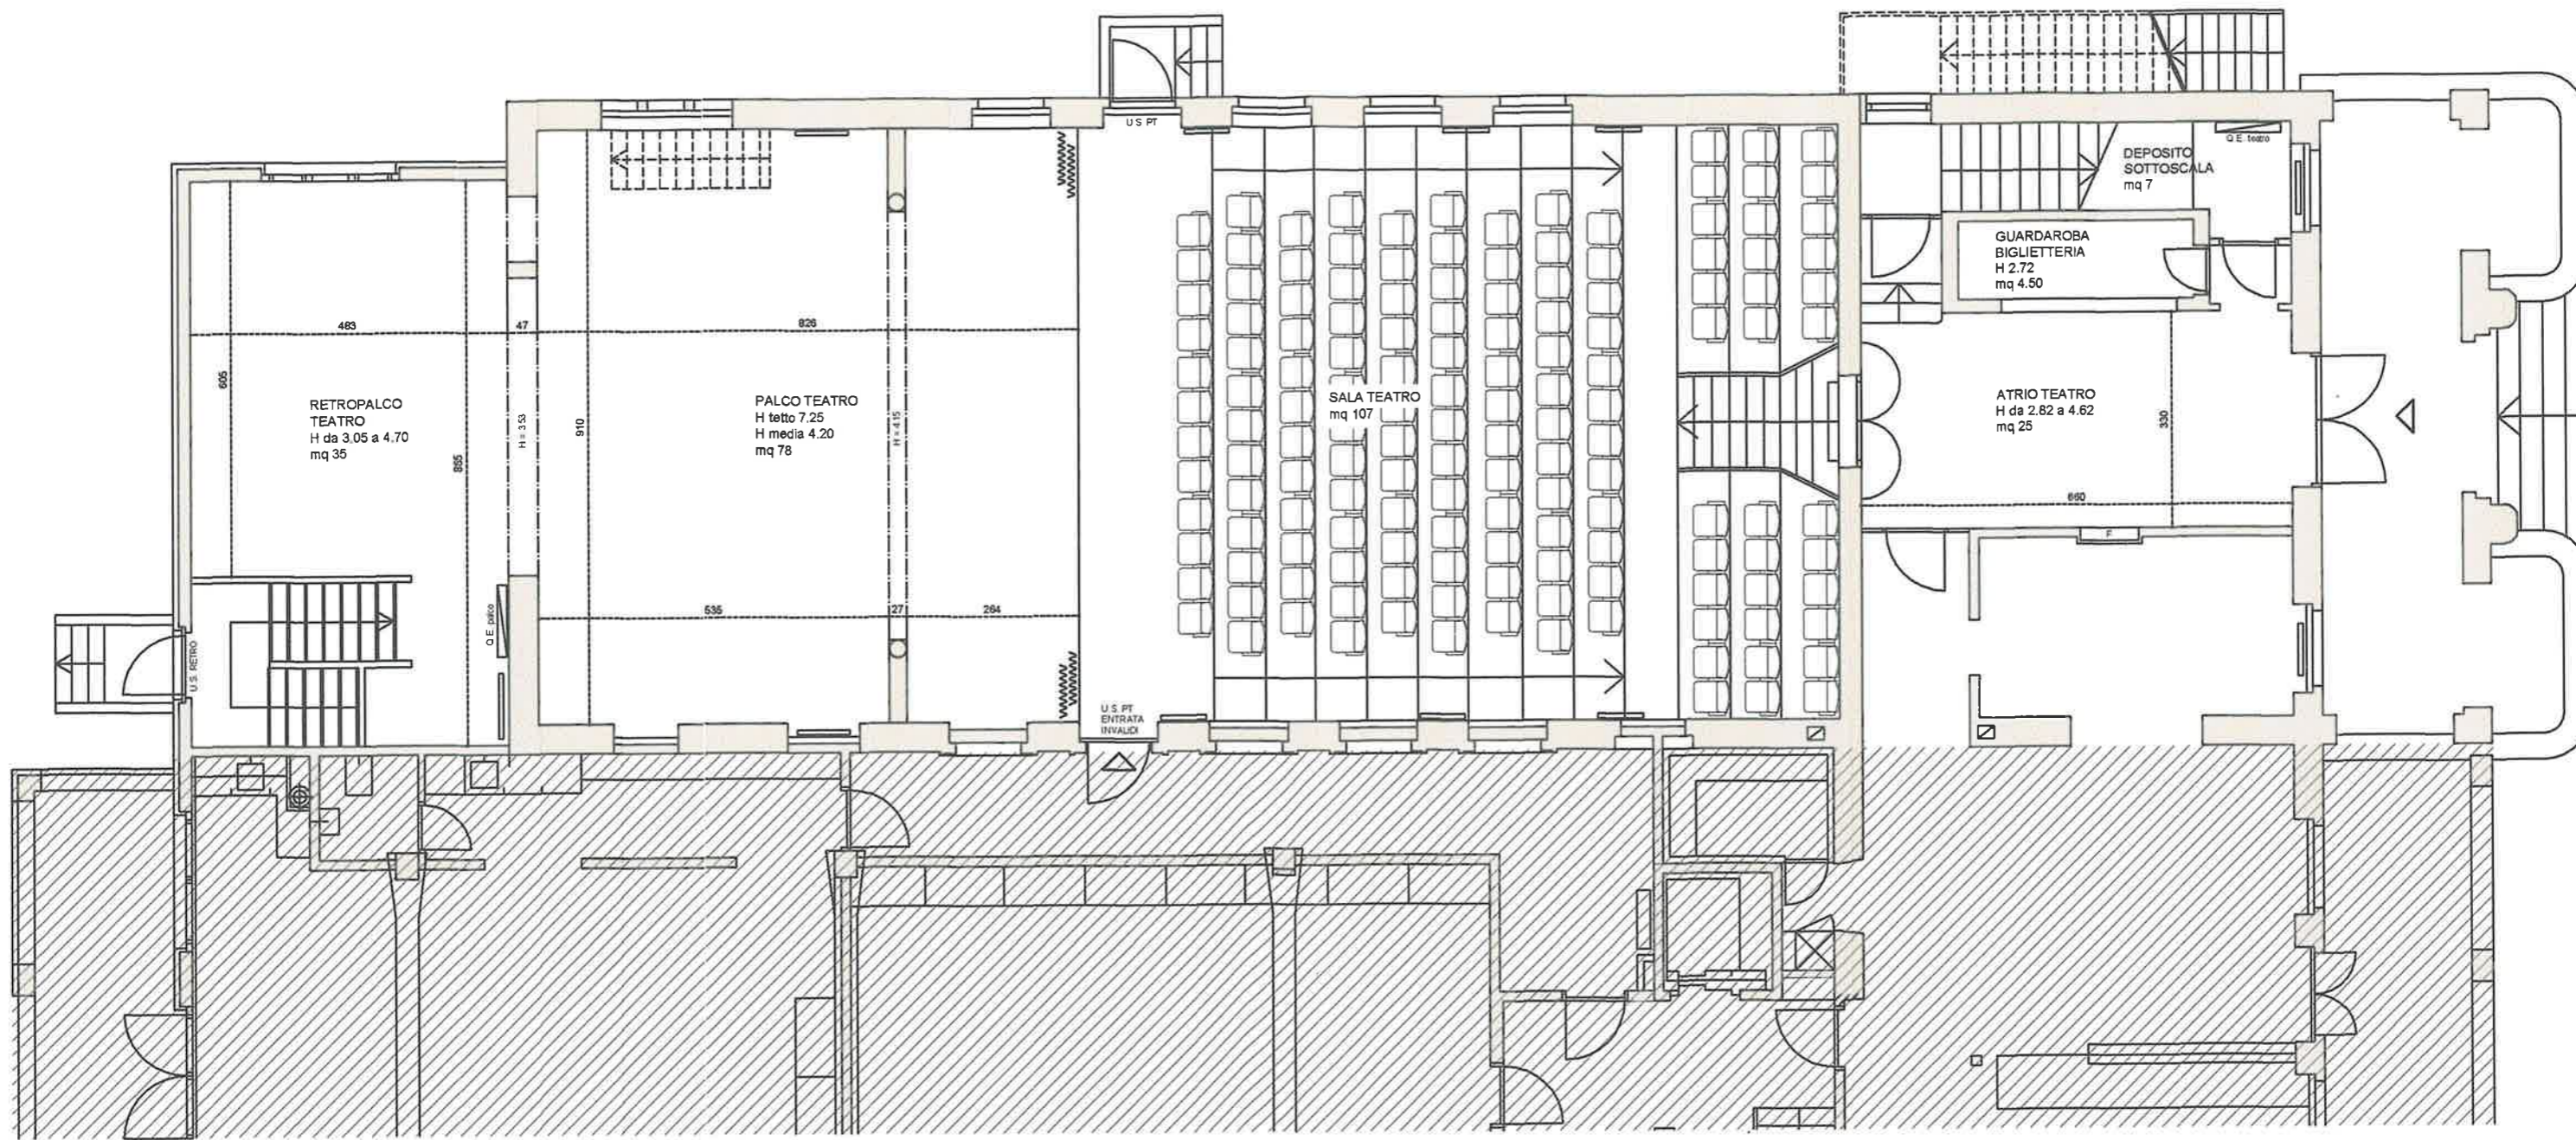 U S PT
Q E teatro
DEPOSITO
SOTTOSCALA
mq 7
GUARDAROBA
BIGLIETTERIA
H 2.72
mq 4.50
483
47
826
605
RETROPALCO
TEATRO
H da 3.05 a 4.70
mq 35
865
H = 3 53
910
PALCO TEATRO
H tetto 7.25
H media 4.20
mq 78
H = 4.15
SALA TEATRO
mq 107
ATRIO TEATRO
H da 2.82 a 4.62
mq 25
330
660
F
535
27
264
Q E palco
U.S. RETRO
U S PT
ENTRATA
INVALIDI